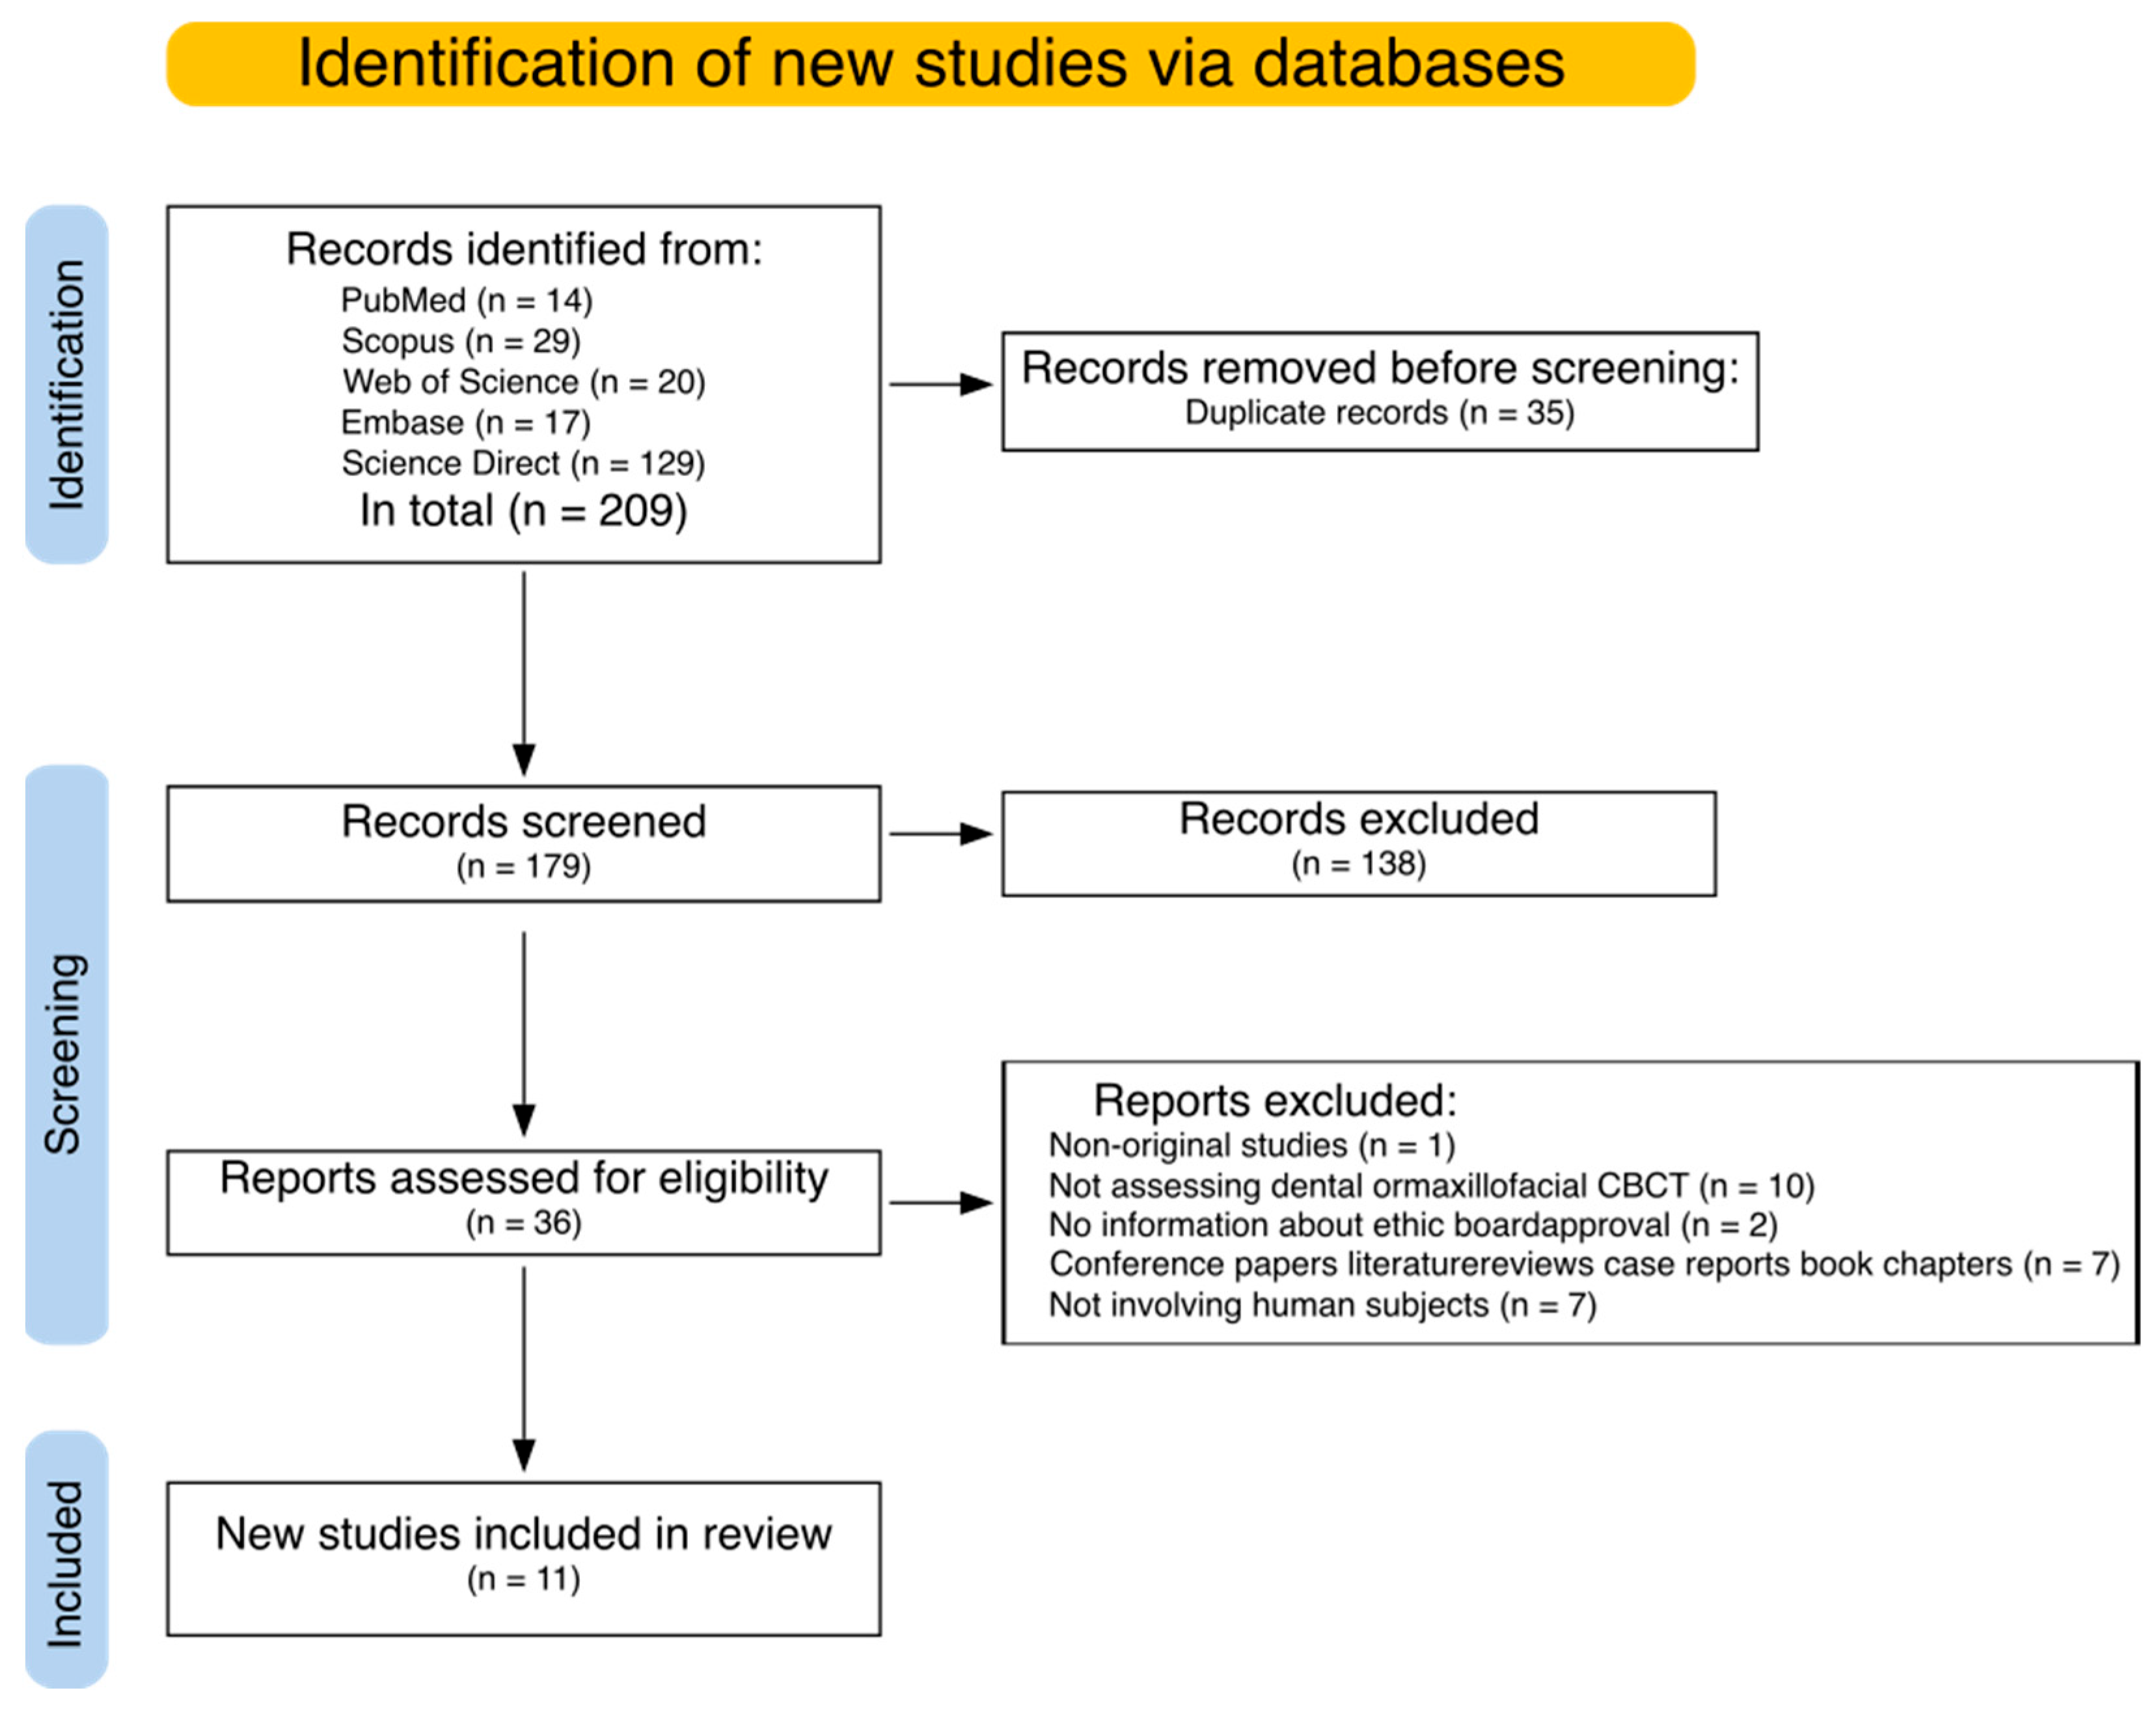 Identification of new studies via databases
Identification
Records identified from:
PubMed (n = 14)
Scopus (n = 29)
Web of Science (n = 20)
Embase (n = 17)
Science Direct (n = 129)
In total (n = 209)
Records removed before screening:
Duplicate records (n = 35)
Screening
Records screened
(n = 179)
Records excluded
(n = 138)
Reports assessed for eligibility
(n = 36)
Reports excluded:
Non-original studies (n = 1)
Not assessing dental ormaxillofacial CBCT (n = 10)
No information about ethic boardapproval (n = 2)
Conference papers literaturereviews case reports book chapters (n = 7)
Not involving human subjects (n = 7)
Included
New studies included in review
(n = 11)